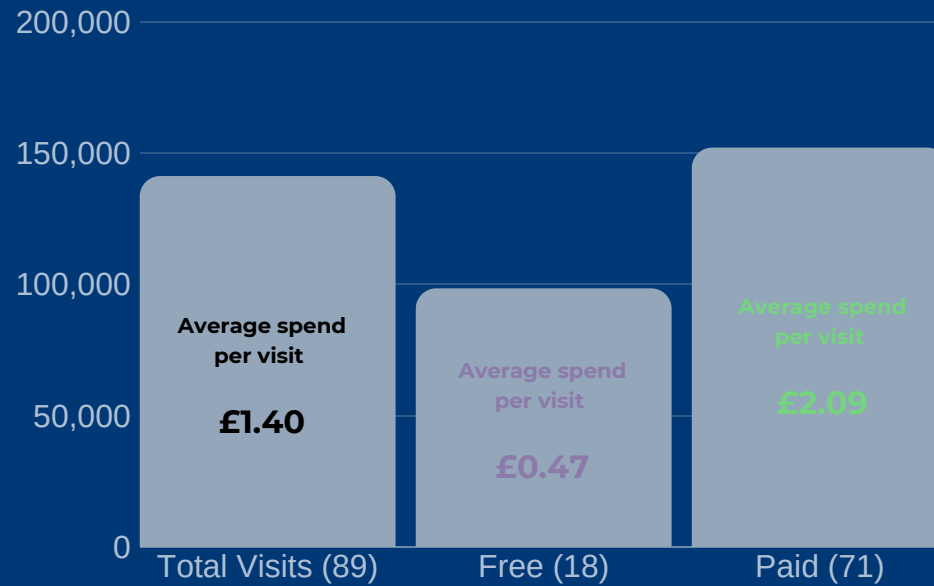 200,000
150,000
100,000
50,000
0
Average spend
per visit
£1.40
Average spend
per visit
£0.47
Average spend
per visit
£2.09
Total Visits (89)
Free (18)
Paid (71)